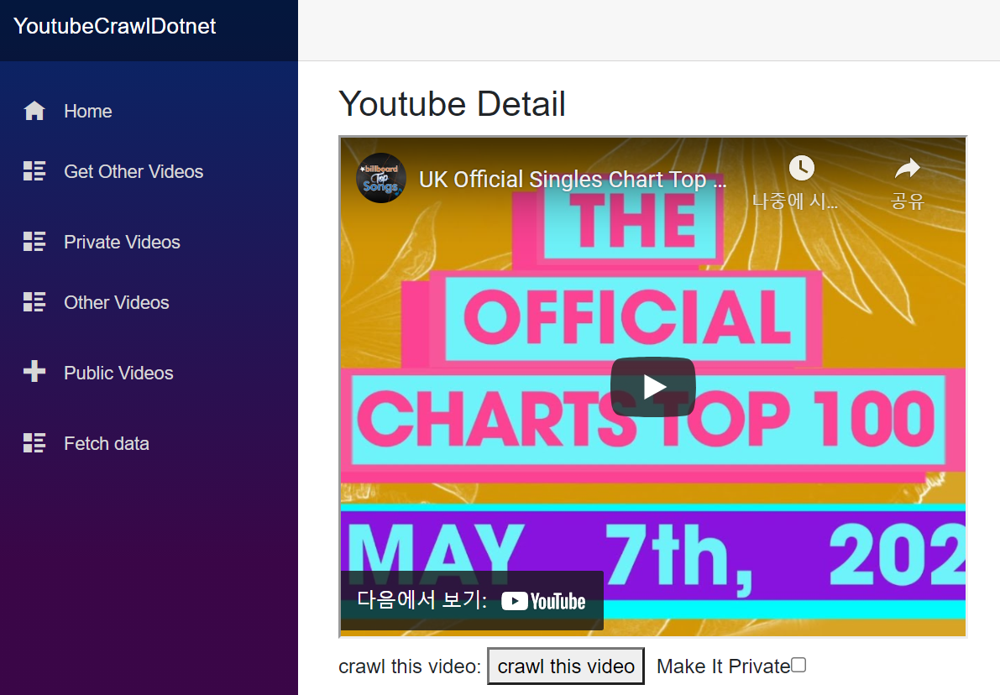 YoutubeCrawlDotnet
Home
Get Other Videos
Private Videos
Other Videos
Public Videos
Fetch data
Youtube Detail
billboard
Top
Songs
UK Official Singles Chart Top ...
나중에 시...
공유
THE
OFFICIAL
CHARTS TOP 100
MAY 7th, 202
다음에서 보기: YouTube
crawl this video: crawl this video Make It Private